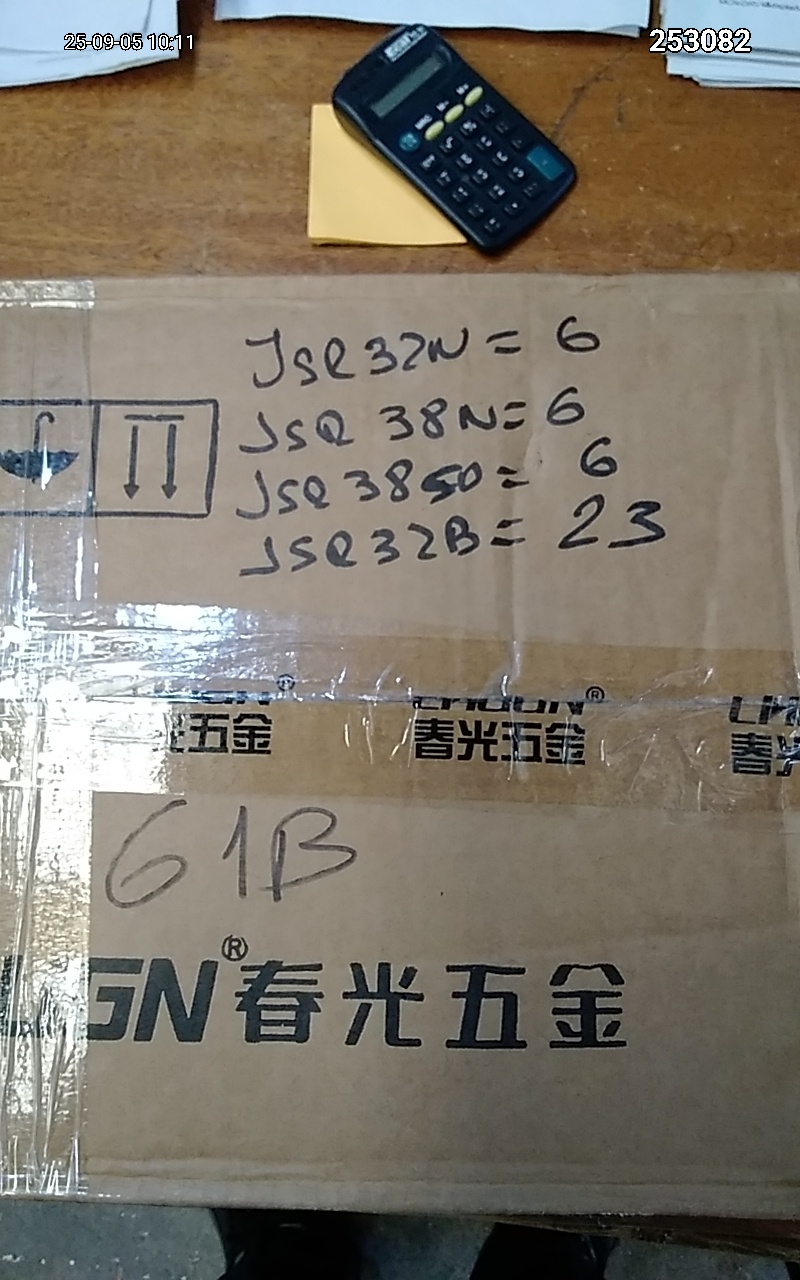 25-09-05 10:11
253082
JSQ32N = 6
JSQ 38N = 6
JSQ3850 = 6
JSQ32B = 23
五金
春光五金
春
61B
GN® 春光五金